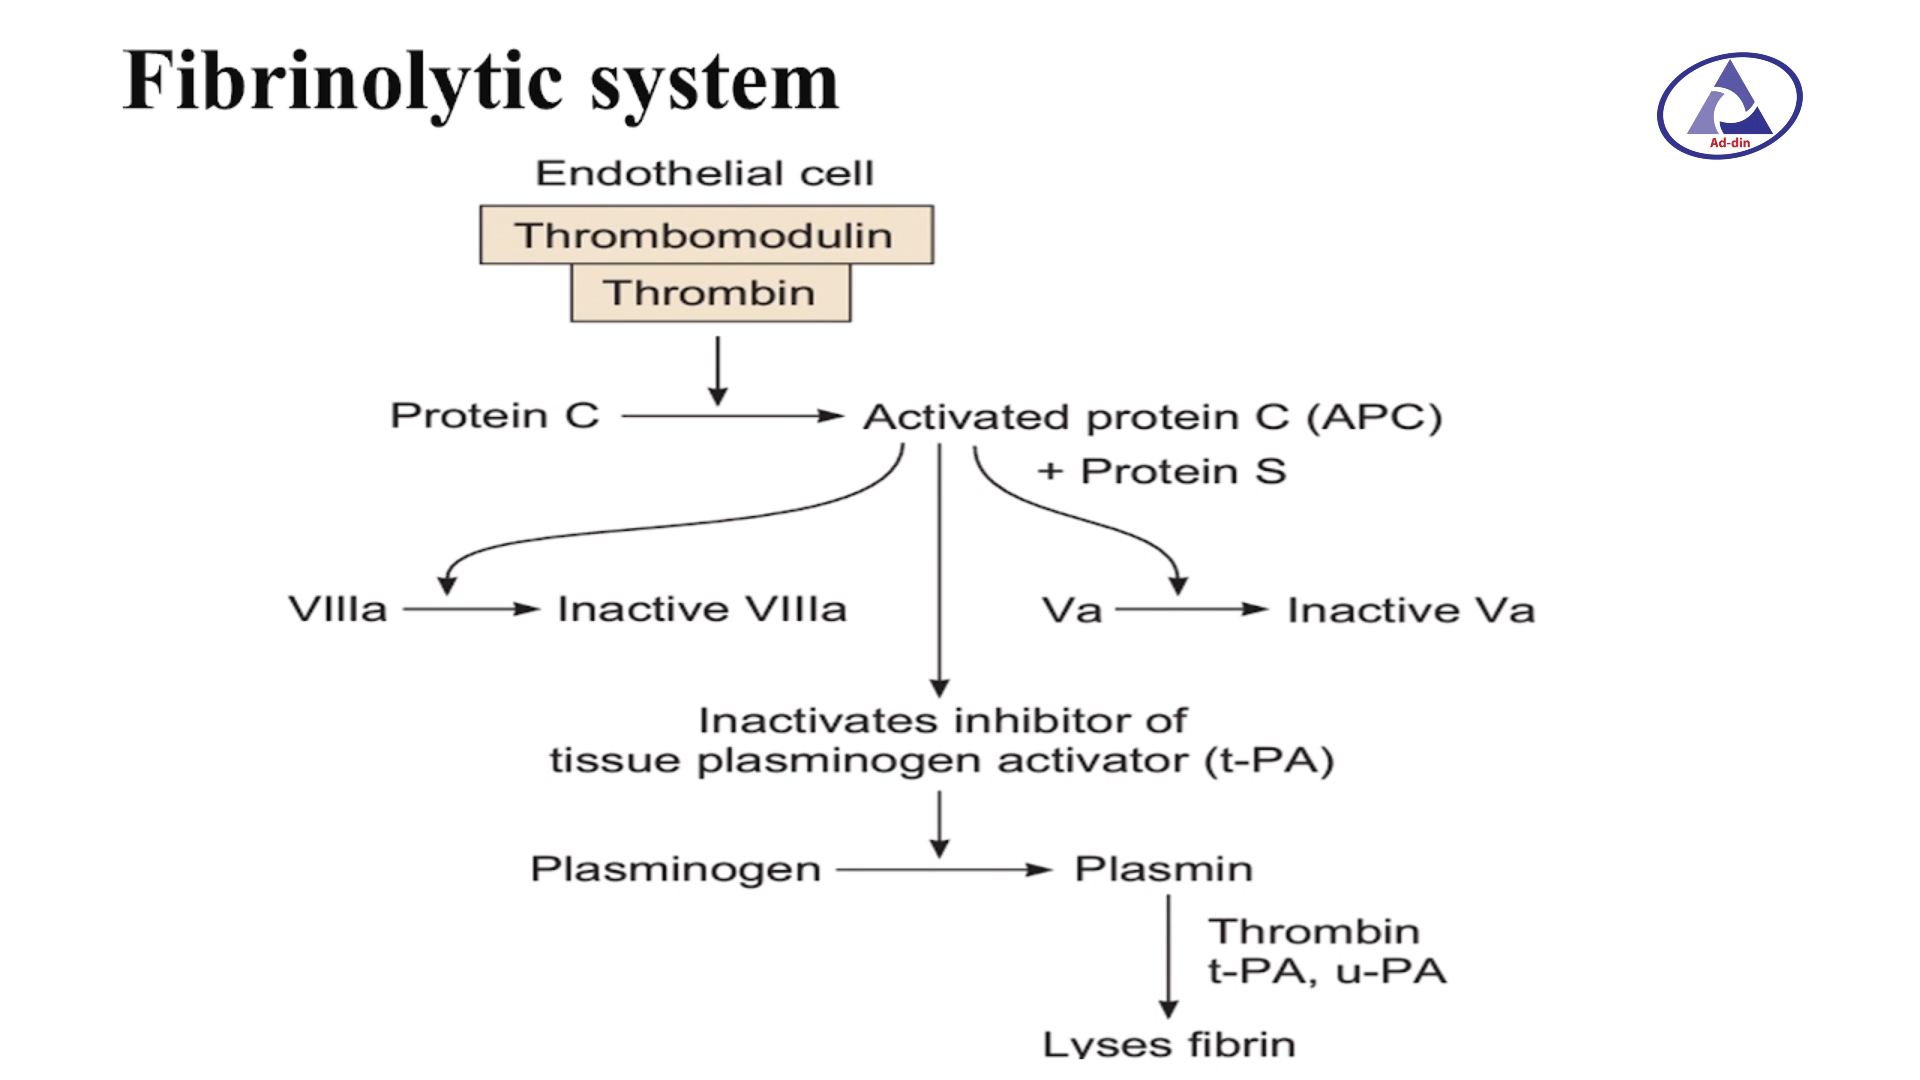 Fibrinolytic system
Ad-din
Endothelial cell
Thrombomodulin
Thrombin
Protein C
Activated protein C (APC)
+ Protein S
VIIIa
Inactive VIIIa
Va
Inactive Va
Inactivates inhibitor of
tissue plasminogen activator (t-PA)
Plasminogen
Plasmin
Thrombin
t-PA, u-PA
Lyses fibrin